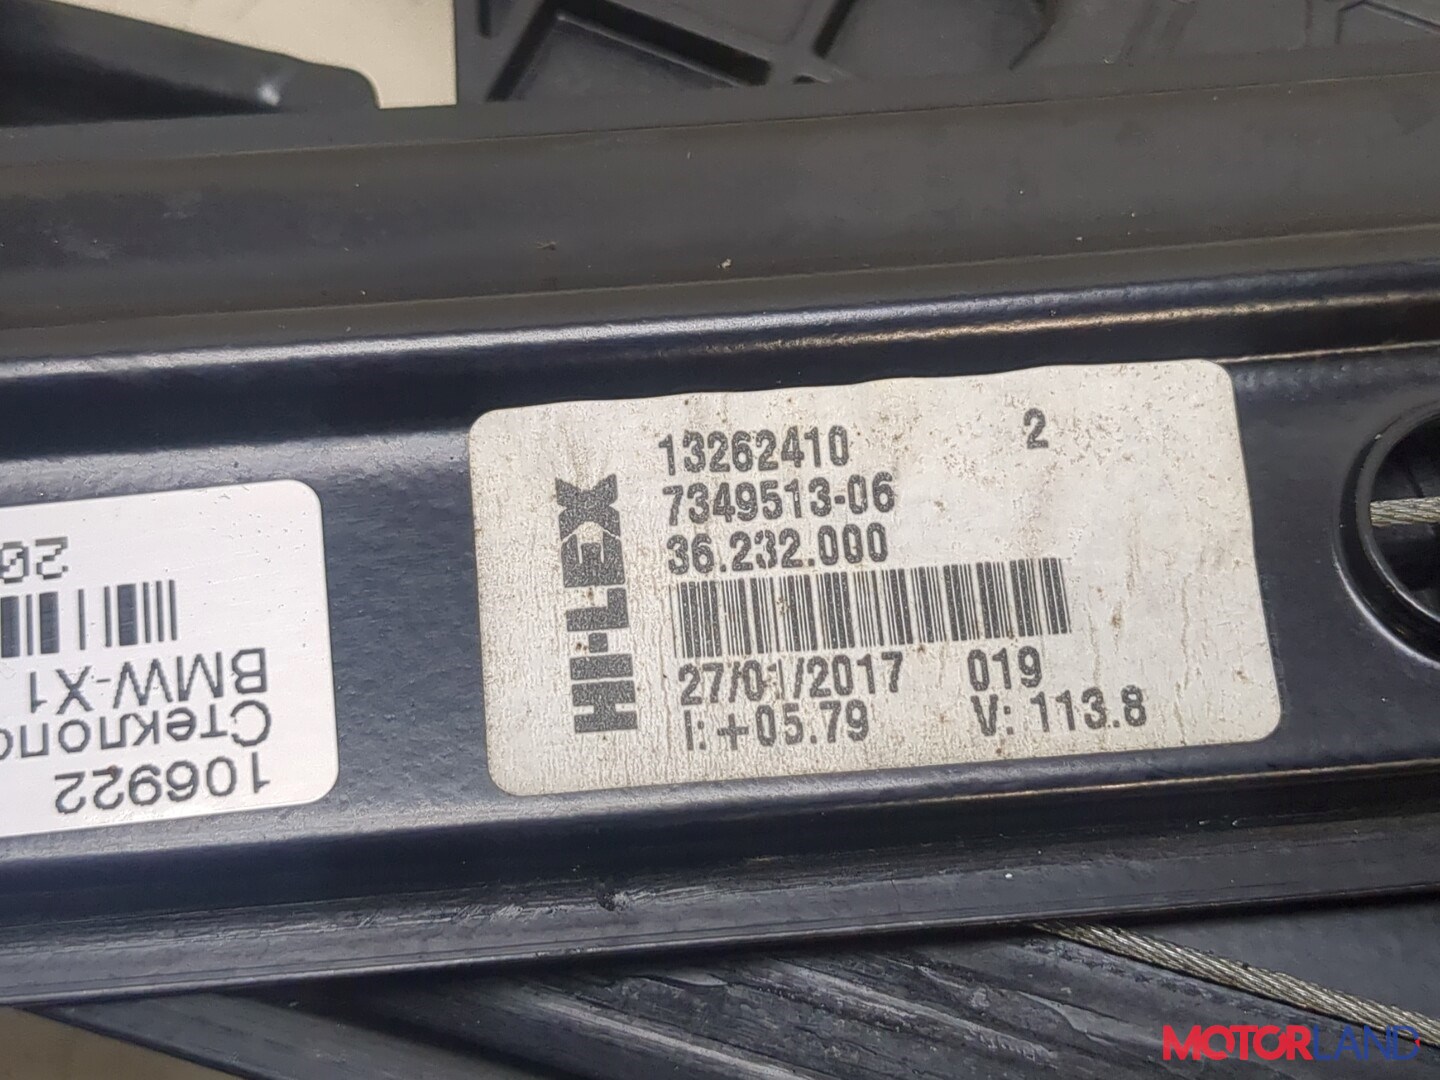 HI-LEX
13262410 2
7349513-06
36.232.000
27/01/2017 019
I: +05.79 V: 113.8
106922
BMW-X1
20
MOTORLAND